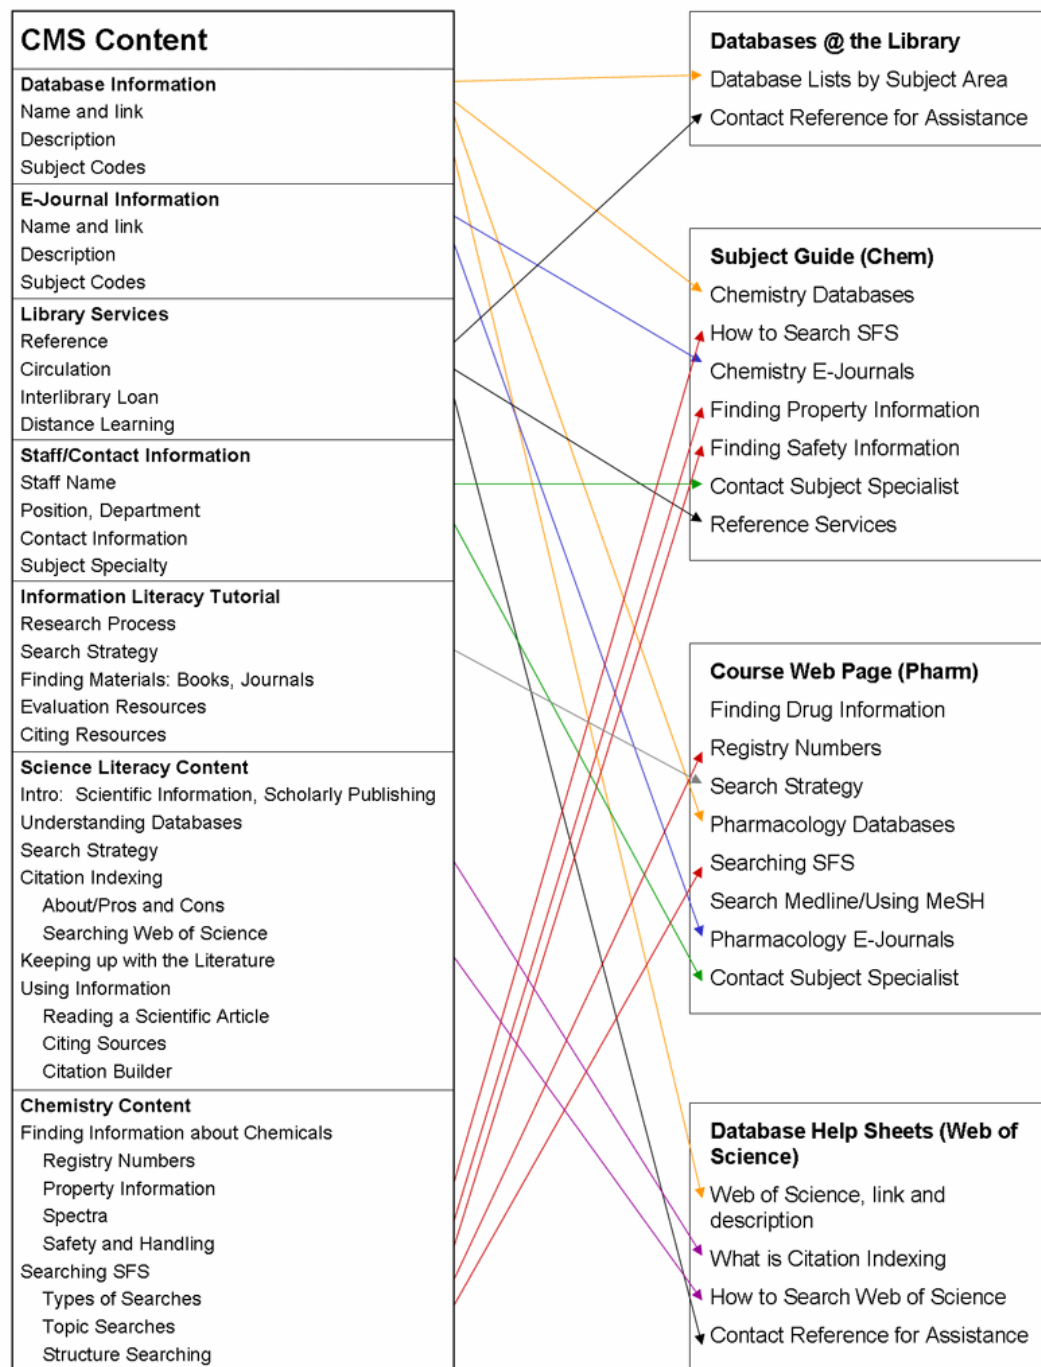 CMS Content
Database Information
Name and link
Description
Subject Codes
E-Journal Information
Name and link
Description
Subject Codes
Library Services
Reference
Circulation
Interlibrary Loan
Distance Learning
Staff/Contact Information
Staff Name
Position, Department
Contact Information
Subject Specialty
Information Literacy Tutorial
Research Process
Search Strategy
Finding Materials: Books, Journals
Evaluation Resources
Citing Resources
Science Literacy Content
Intro: Scientific Information, Scholarly Publishing
Understanding Databases
Search Strategy
Citation Indexing
About/Pros and Cons
Searching Web of Science
Keeping up with the Literature
Using Information
Reading a Scientific Article
Citing Sources
Citation Builder
Chemistry Content
Finding Information about Chemicals
Registry Numbers
Property Information
Spectra
Safety and Handling
Searching SFS
Types of Searches
Topic Searches
Structure Searching
Databases @ the Library
Database Lists by Subject Area
Contact Reference for Assistance
Subject Guide (Chem)
Chemistry Databases
How to Search SFS
Chemistry E-Journals
Finding Property Information
Finding Safety Information
Contact Subject Specialist
Reference Services
Course Web Page (Pharm)
Finding Drug Information
Registry Numbers
Search Strategy
Pharmacology Databases
Searching SFS
Search Medline/Using MeSH
Pharmacology E-Journals
Contact Subject Specialist
Database Help Sheets (Web of
Science)
Web of Science, link and
description
What is Citation Indexing
How to Search Web of Science
Contact Reference for Assistance